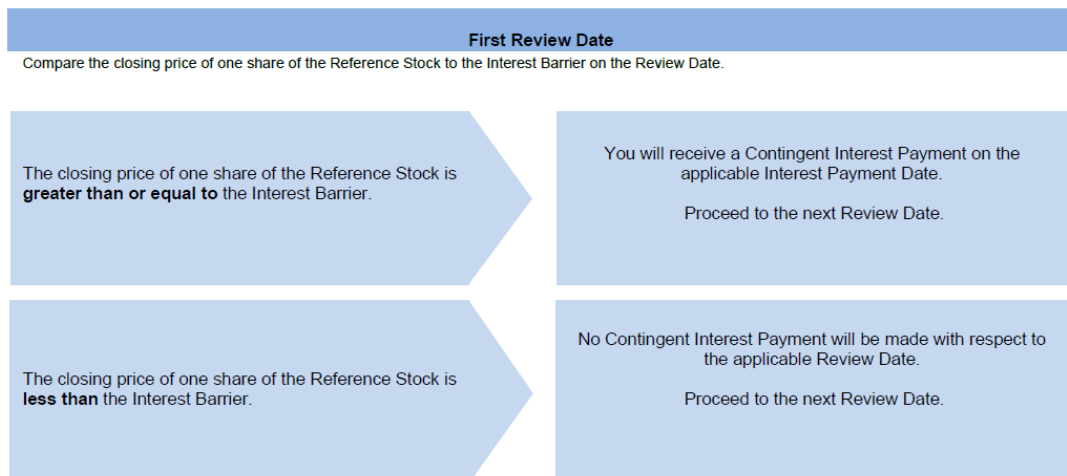 First Review Date
Compare the closing price of one share of the Reference Stock to the Interest Barrier on the Review Date.
The closing price of one share of the Reference Stock is
greater than or equal to the Interest Barrier.
You will receive a Contingent Interest Payment on the
applicable Interest Payment Date.
Proceed to the next Review Date.
The closing price of one share of the Reference Stock is
less than the Interest Barrier.
No Contingent Interest Payment will be made with respect to
the applicable Review Date.
Proceed to the next Review Date.